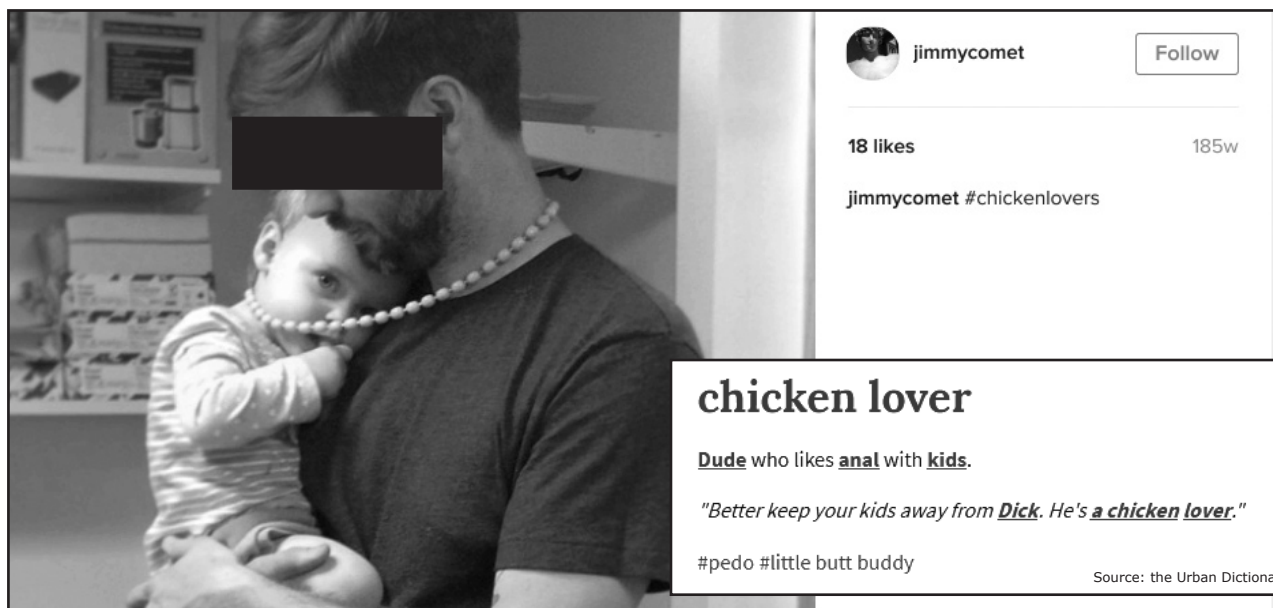 jimmycomet
Follow
18 likes
185w
jimmycomet #chickenlovers
chicken lover
Dude who likes anal with kids.
"Better keep your kids away from Dick. He's a chicken lover."
#pedo #little butt buddy
Source: the Urban Dictiona